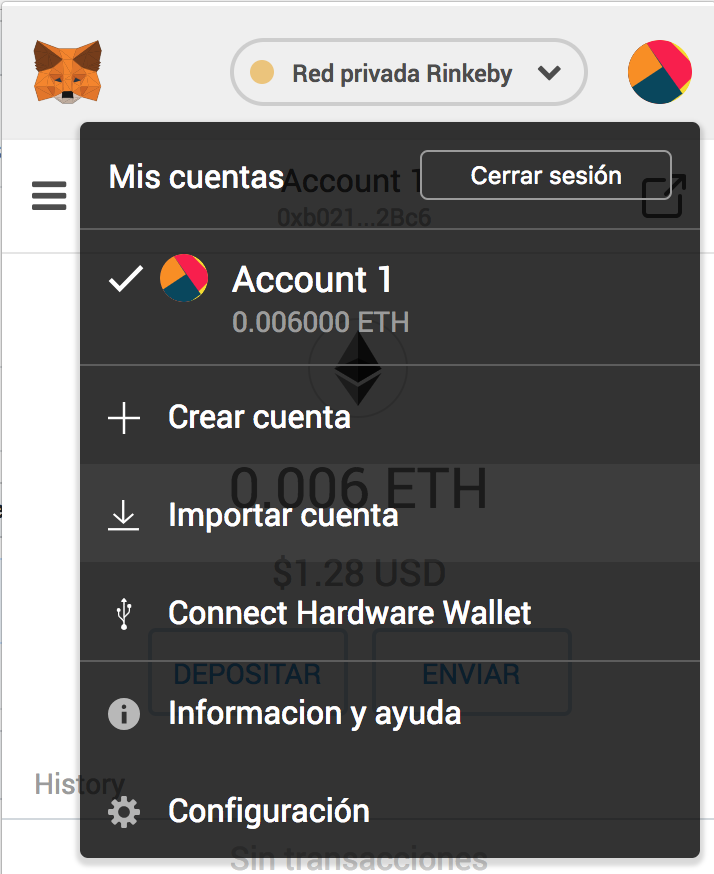 Red privada Rinkeby
Mis cuentas
Account 1
Cerrar sesión
0xb021...2Bc6
Account 1
0.006000 ETH
Crear cuenta
0.006 ETH
Importar cuenta
$1.28 USD
Connect Hardware Wallet
DEPOSITAR
ENVIAR
Informacion y ayuda
History
Configuración
Sin transacciones